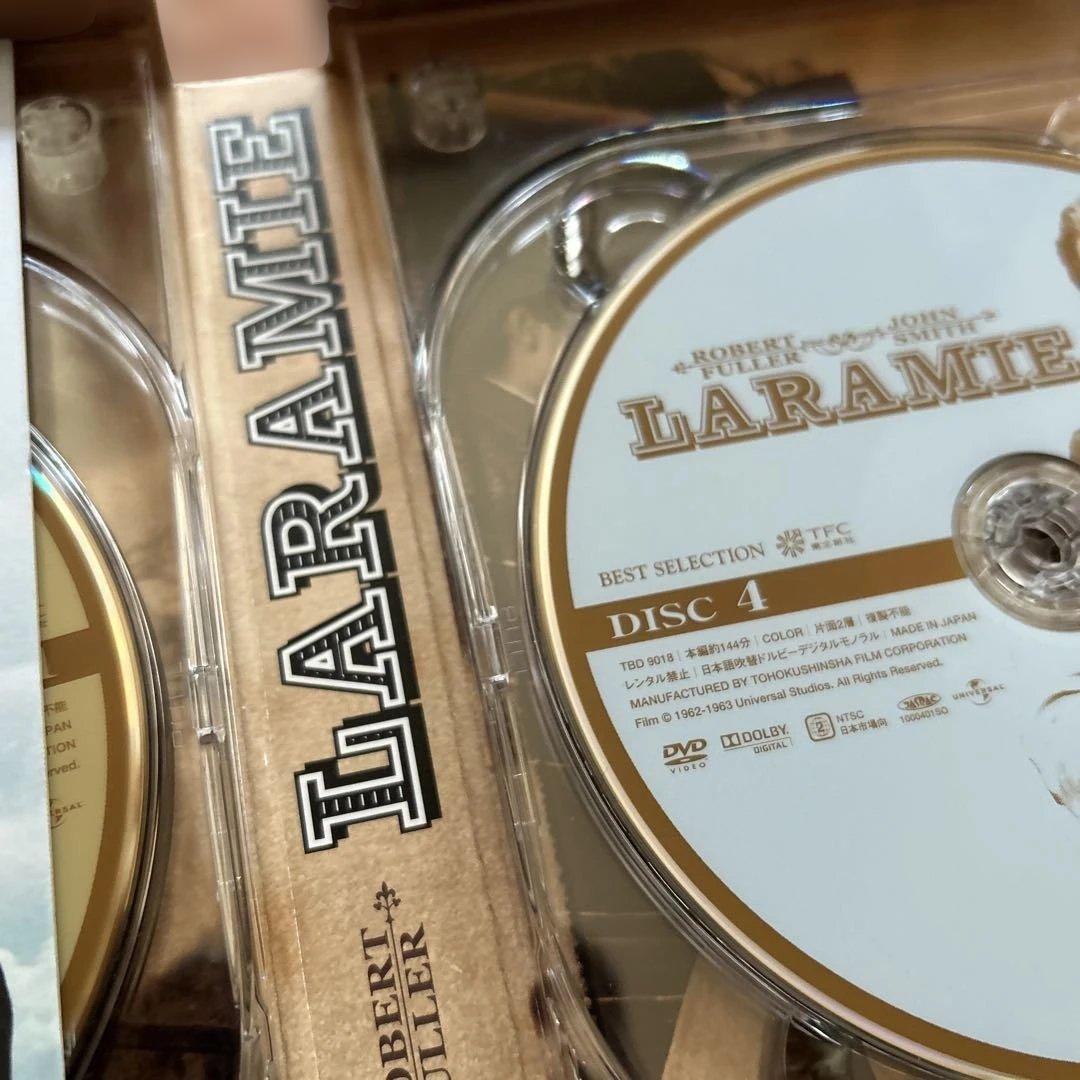 LARAMIE
ROBERT
FULLER
ROBERT
FULLER
JOHN
SMITH
LARAMIE
BEST SELECTION
TFC
東北新社
DISC 4
TBD 9018｜本編約144分｜COLOR｜片面2層｜複製不能
レンタル禁止｜日本語吹替ドルビーデジタルモノラル｜MADE IN JAPAN
MANUFACTURED BY TOHOKUSHINSHA FILM CORPORATION
Film © 1962-1963 Universal Studios. All Rights Reserved.
DVD
VIDEO
DOLBY
DIGITAL
2
NTSC
日本市場向
JASRAC
1000401SO
UNIVERSAL
不能
PAN
TION
erved.